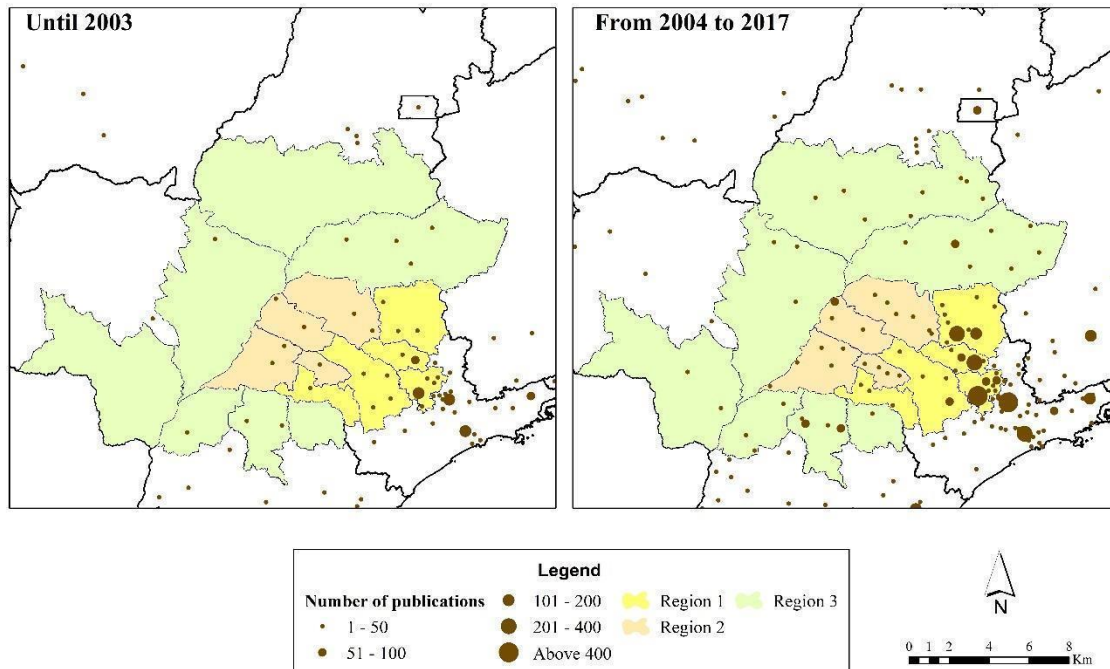 Until 2003
From 2004 to 2017
Legend
Number of publications
1 - 50
51 - 100
101 - 200
201 - 400
Above 400
Region 1
Region 2
Region 3
N
0 1 2 4 6 8
Km